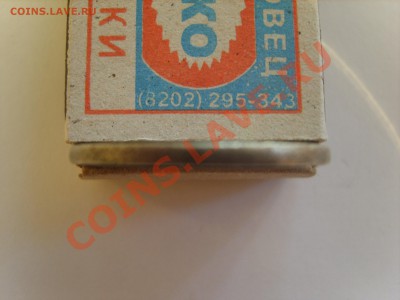 COINS.LAVE.RU
КИ
КО
ОВЕЦ
(8202) 295-343
COINS.LAVE.RU